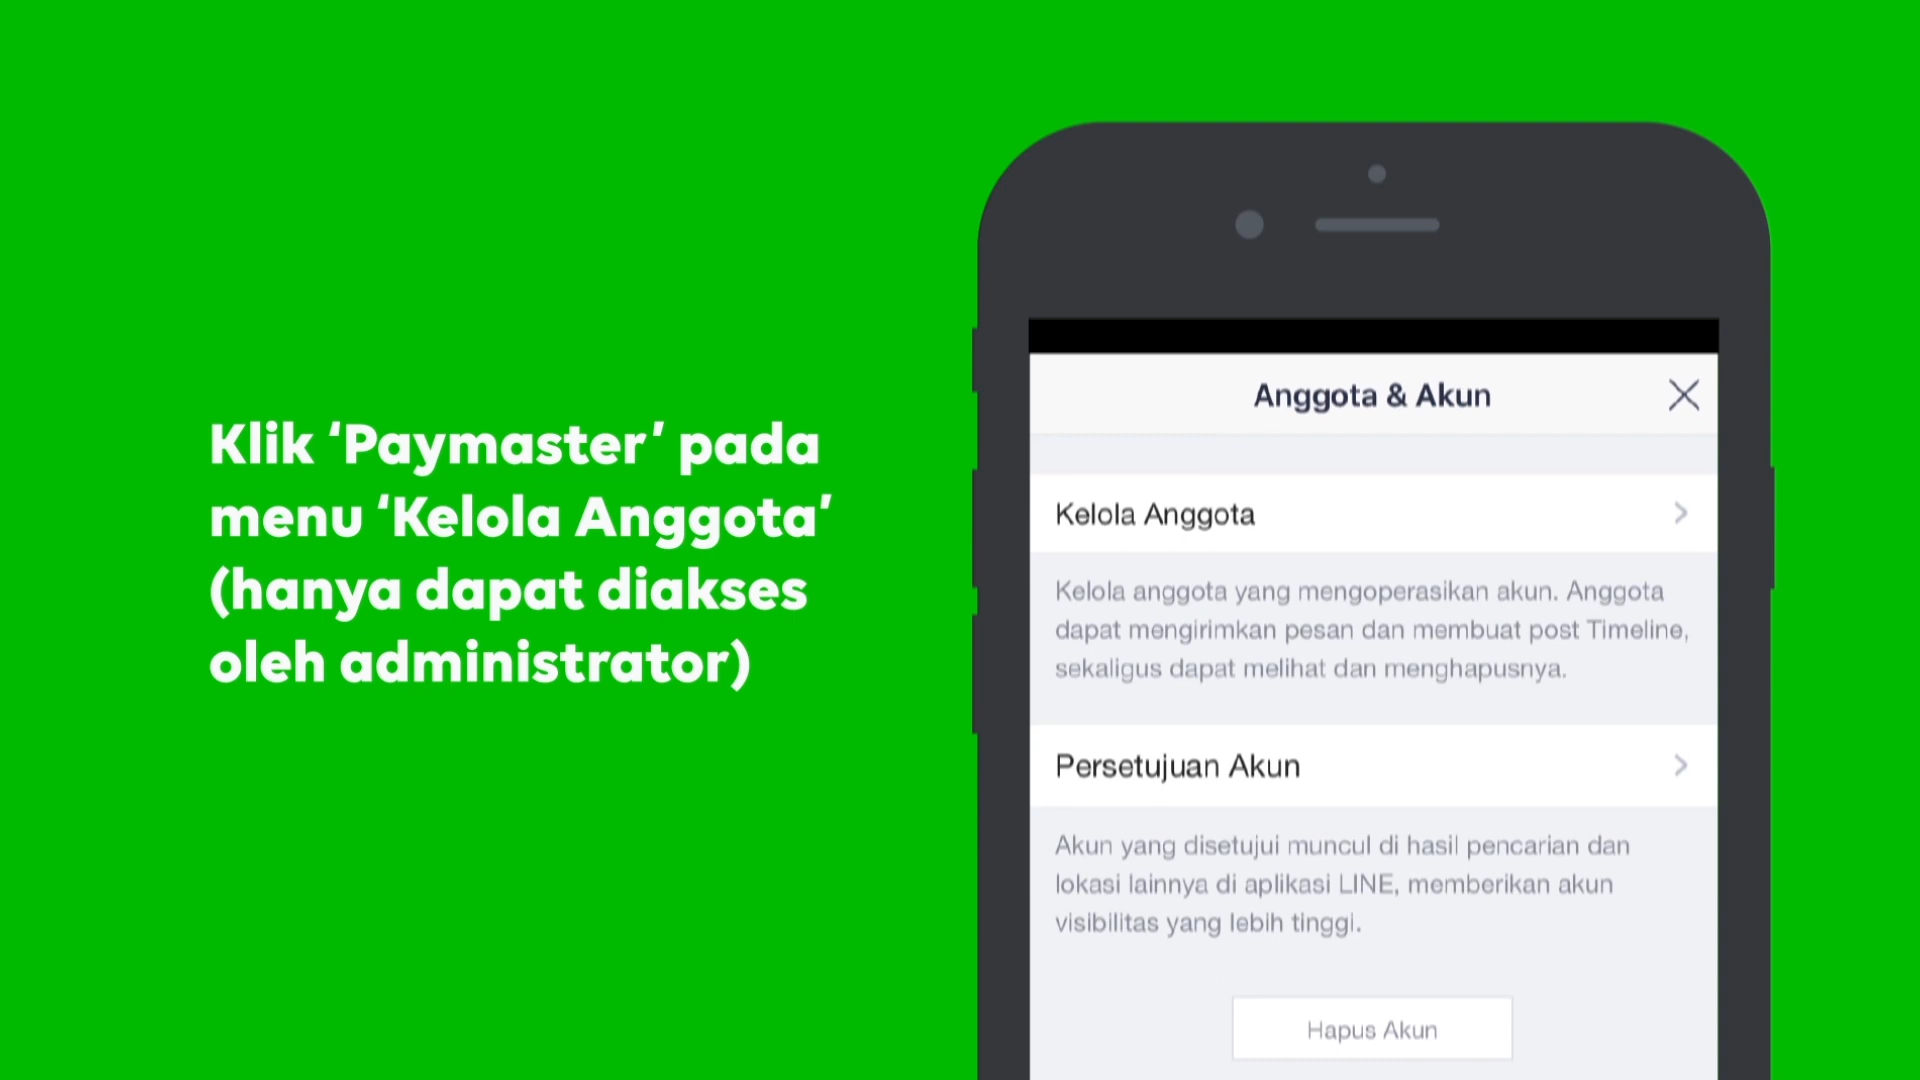 Klik ‘Paymaster’ pada
menu ‘Kelola Anggota’
(hanya dapat diakses
oleh administrator)
Anggota & Akun
Kelola Anggota
Kelola anggota yang mengoperasikan akun. Anggota
dapat mengirimkan pesan dan membuat post Timeline,
sekaligus dapat melihat dan menghapusnya.
Persetujuan Akun
Akun yang disetujui muncul di hasil pencarian dan
lokasi lainnya di aplikasi LINE, memberikan akun
visibilitas yang lebih tinggi.
Hapus Akun